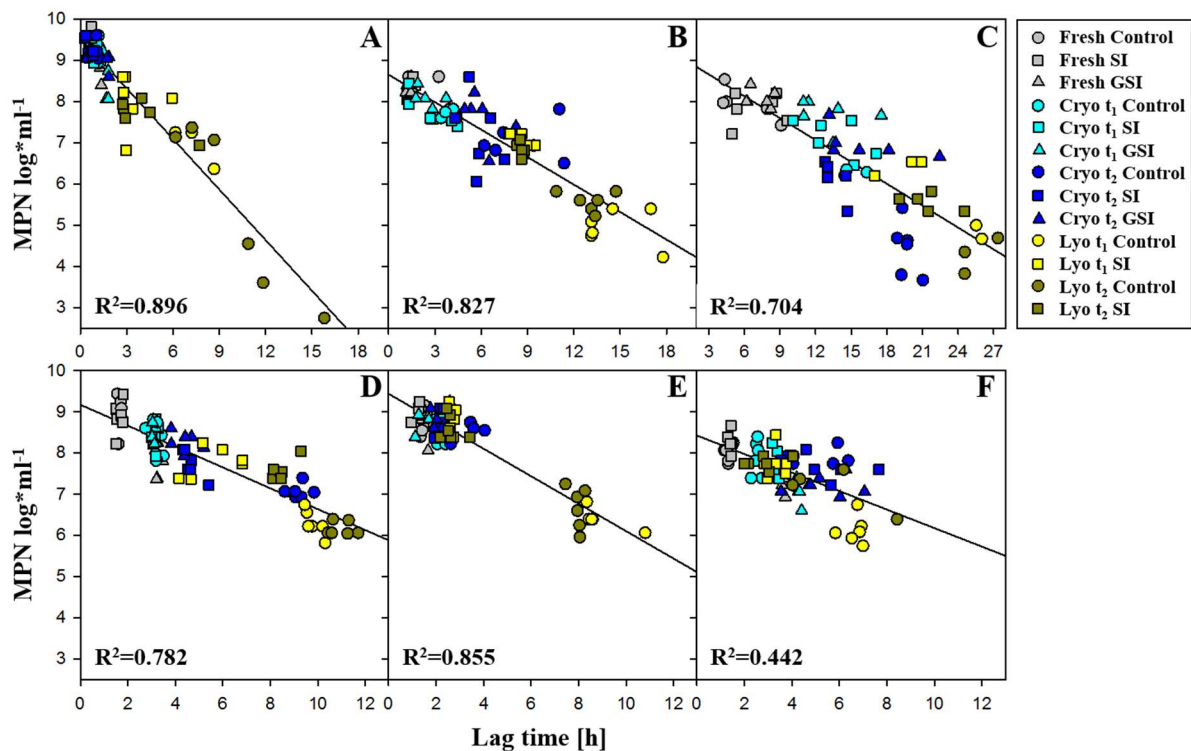 A
B
C
MPN log*ml⁻¹
10
9
8
7
6
5
4
3
R²=0.896
R²=0.827
R²=0.704
0 3 6 9 12 15 18
0 3 6 9 12 15 18
3 6 9 12 15 18 21 24 27
Fresh Control
Fresh SI
Fresh GSI
Cryo t₁ Control
Cryo t₁ SI
Cryo t₁ GSI
Cryo t₂ Control
Cryo t₂ SI
Cryo t₂ GSI
Lyo t₁ Control
Lyo t₁ SI
Lyo t₂ Control
Lyo t₂ SI
D
E
F
MPN log*ml⁻¹
10
9
8
7
6
5
4
3
R²=0.782
R²=0.855
R²=0.442
0 2 4 6 8 10 12
0 2 4 6 8 10 12
0 2 4 6 8 10 12
Lag time [h]